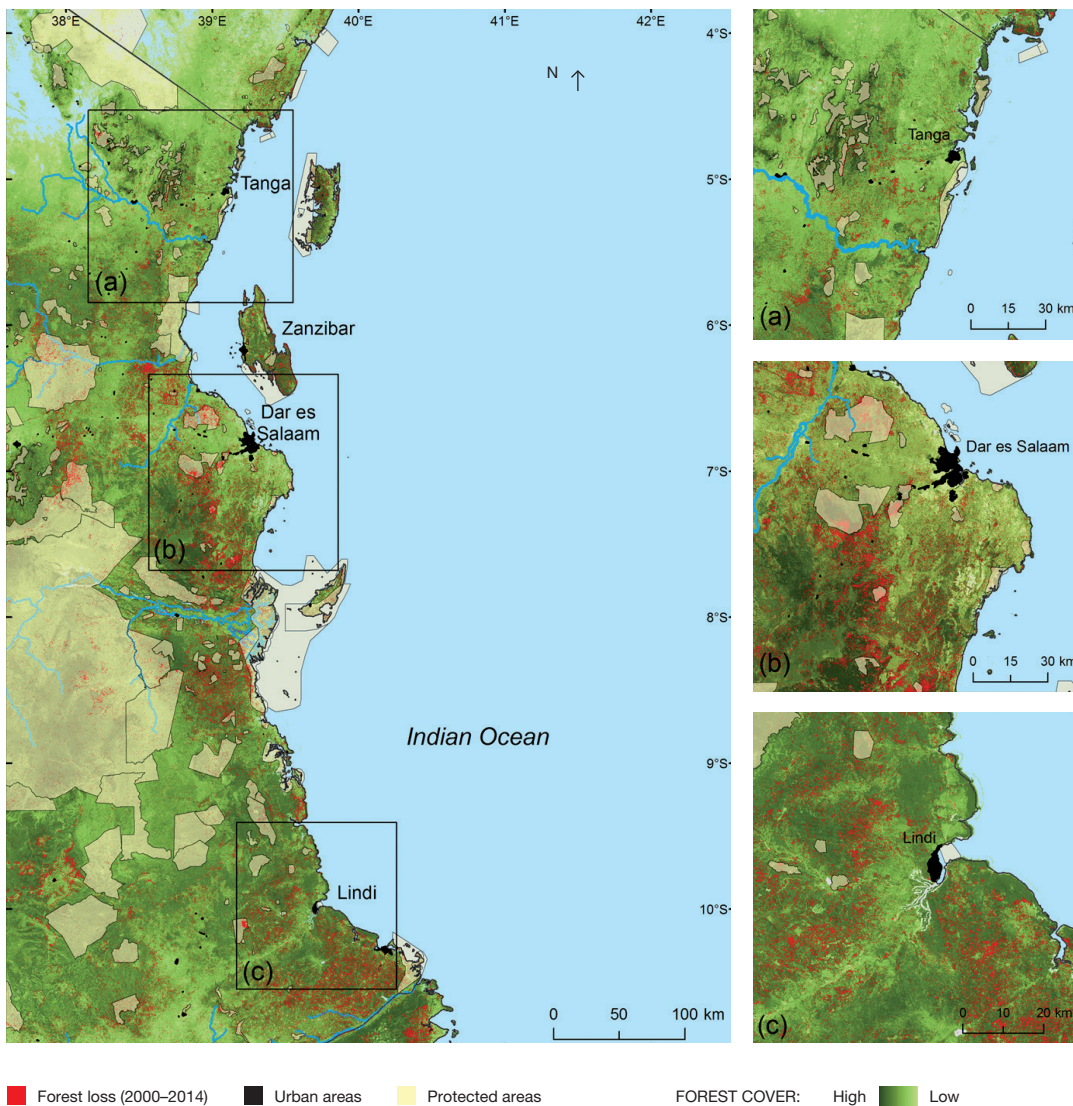 38°E
39°E
40°E
41°E
42°E
4°S
N
Tanga
5°S
(a)
Zanzibar
6°S
Dar es
Salaam
7°S
(b)
8°S
Indian Ocean
9°S
Lindi
10°S
(c)
0 50 100 km
Tanga
(a)
0 15 30 km
Dar es Salaam
(b)
0 15 30 km
Lindi
(c)
0 10 20 km
Forest loss (2000–2014) Urban areas Protected areas FOREST COVER: High Low